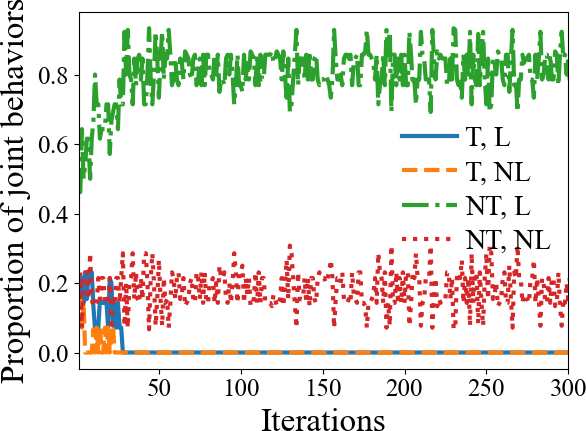 Proportion of joint behaviors
0.8
0.6
0.4
0.2
0.0
T, L
T, NL
NT, L
NT, NL
50
100
150
200
250
300
Iterations